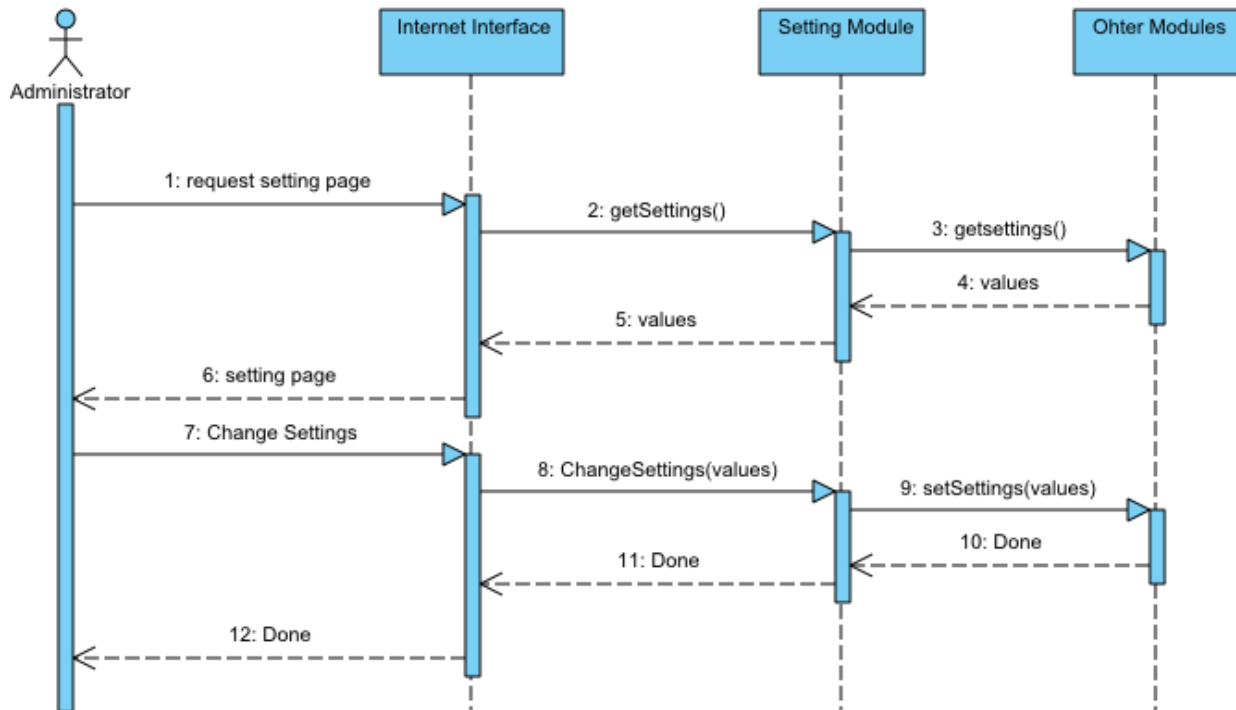 Internet Interface
Setting Module
Ohter Modules
Administrator
1: request setting page
2: getSettings()
3: getsettings()
4: values
5: values
6: setting page
7: Change Settings
8: ChangeSettings(values)
9: setSettings(values)
10: Done
11: Done
12: Done